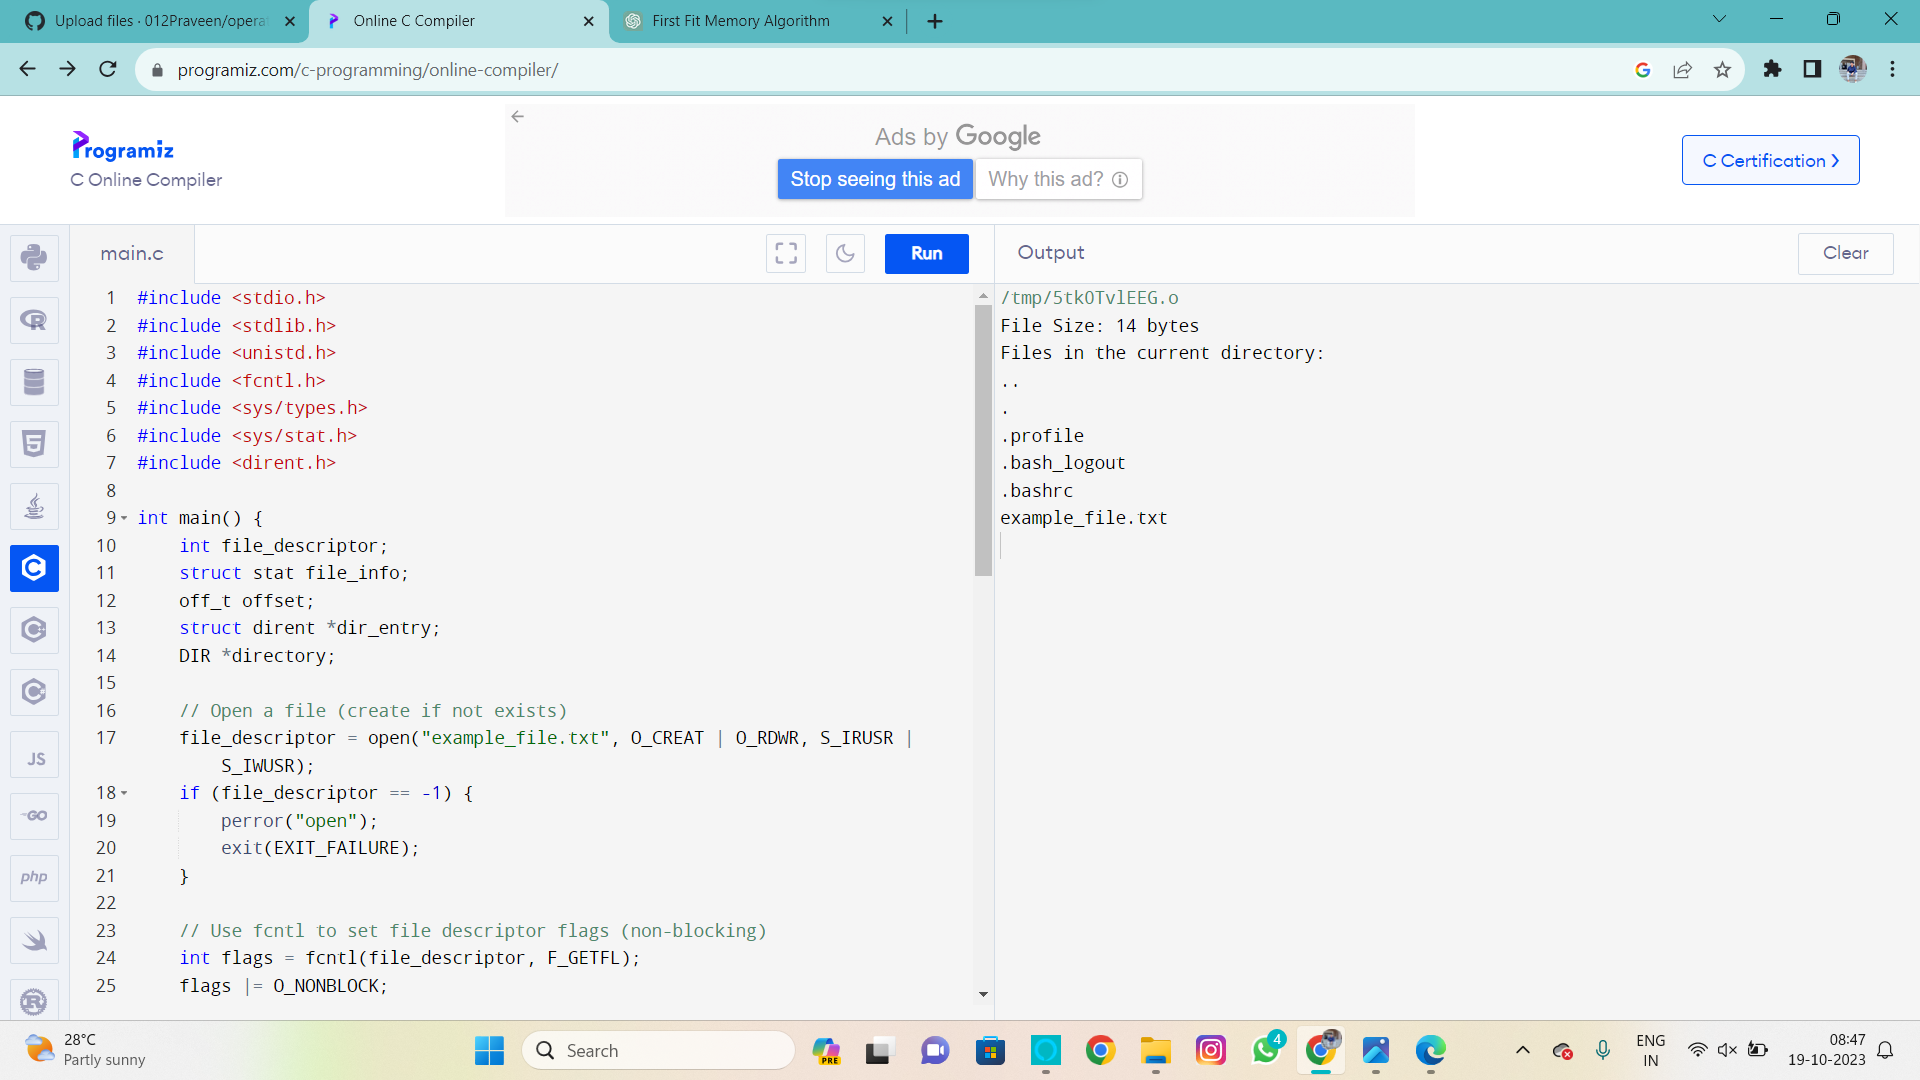 Upload files · 012Praveen/opera
Online C Compiler
First Fit Memory Algorithm
programiz.com/c-programming/online-compiler/
Programiz
C Online Compiler
Ads by Google
Stop seeing this ad
Why this ad?
C Certification
main.c
Run
Output
Clear
1 #include <stdio.h>
2 #include <stdlib.h>
3 #include <unistd.h>
4 #include <fcntl.h>
5 #include <sys/types.h>
6 #include <sys/stat.h>
7 #include <dirent.h>
8
9 int main() {
10 int file_descriptor;
11 struct stat file_info;
12 off_t offset;
13 struct dirent *dir_entry;
14 DIR *directory;
15
16 // Open a file (create if not exists)
17 file_descriptor = open("example_file.txt", O_CREAT | O_RDWR, S_IRUSR |
S_IWUSR);
18 if (file_descriptor == -1) {
19 perror("open");
20 exit(EXIT_FAILURE);
21 }
22
23 // Use fcntl to set file descriptor flags (non-blocking)
24 int flags = fcntl(file_descriptor, F_GETFL);
25 flags |= O_NONBLOCK;
/tmp/5tkOTvlEEG.o
File Size: 14 bytes
Files in the current directory:
..
.
.profile
.bash_logout
.bashrc
example_file.txt
JS
GO
php
28°C
Partly sunny
Search
PRE
4
ENG
IN
08:47
19-10-2023